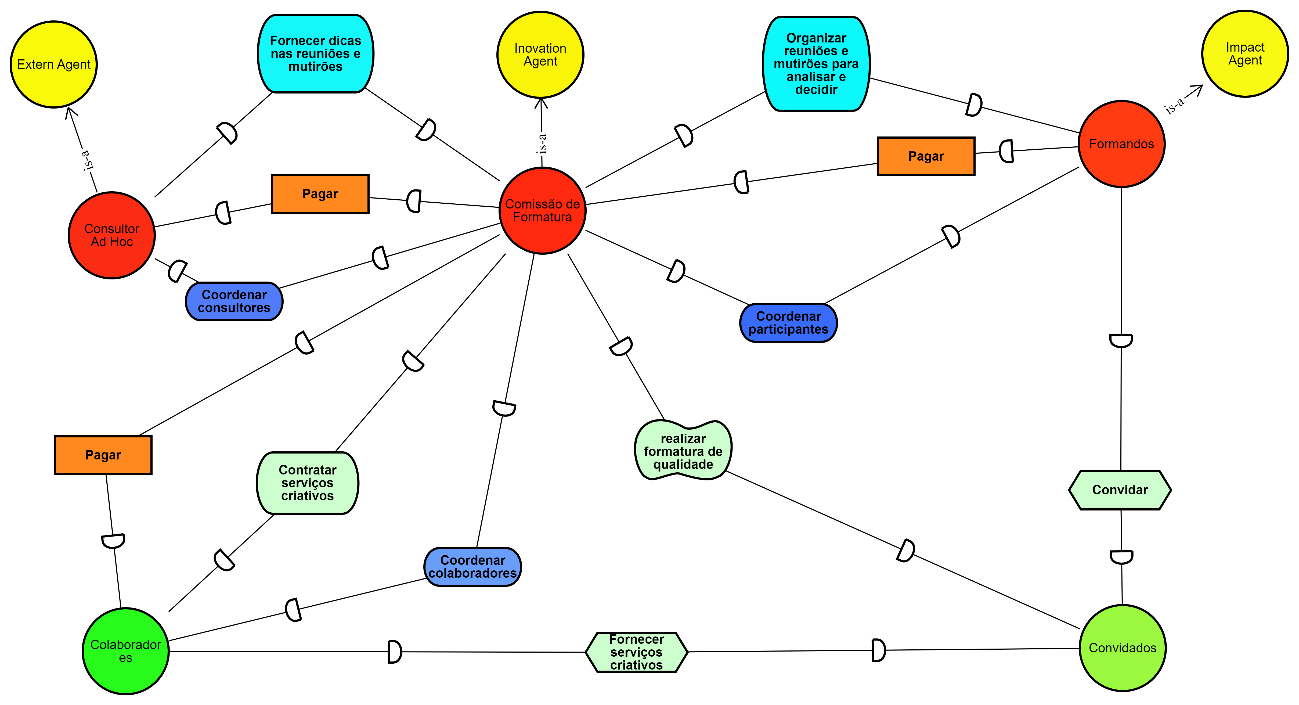 Extern Agent
Fornecer dicas
nas reuniões e
mutirões
Inovation
Agent
Organizar
reuniões e
mutirões para
analisar e
decidir
Impact
Agent
is-a
is-a
is-a
Formandos
Pagar
Pagar
Comissão de
Formatura
Consultor
Ad Hoc
Coordenar
consultores
Coordenar
participantes
Pagar
Contratar
serviços
criativos
realizar
formatura de
qualidade
Convidar
Coordenar
colaboradores
Colaborador
es
Fornecer
serviços
criativos
Convidados